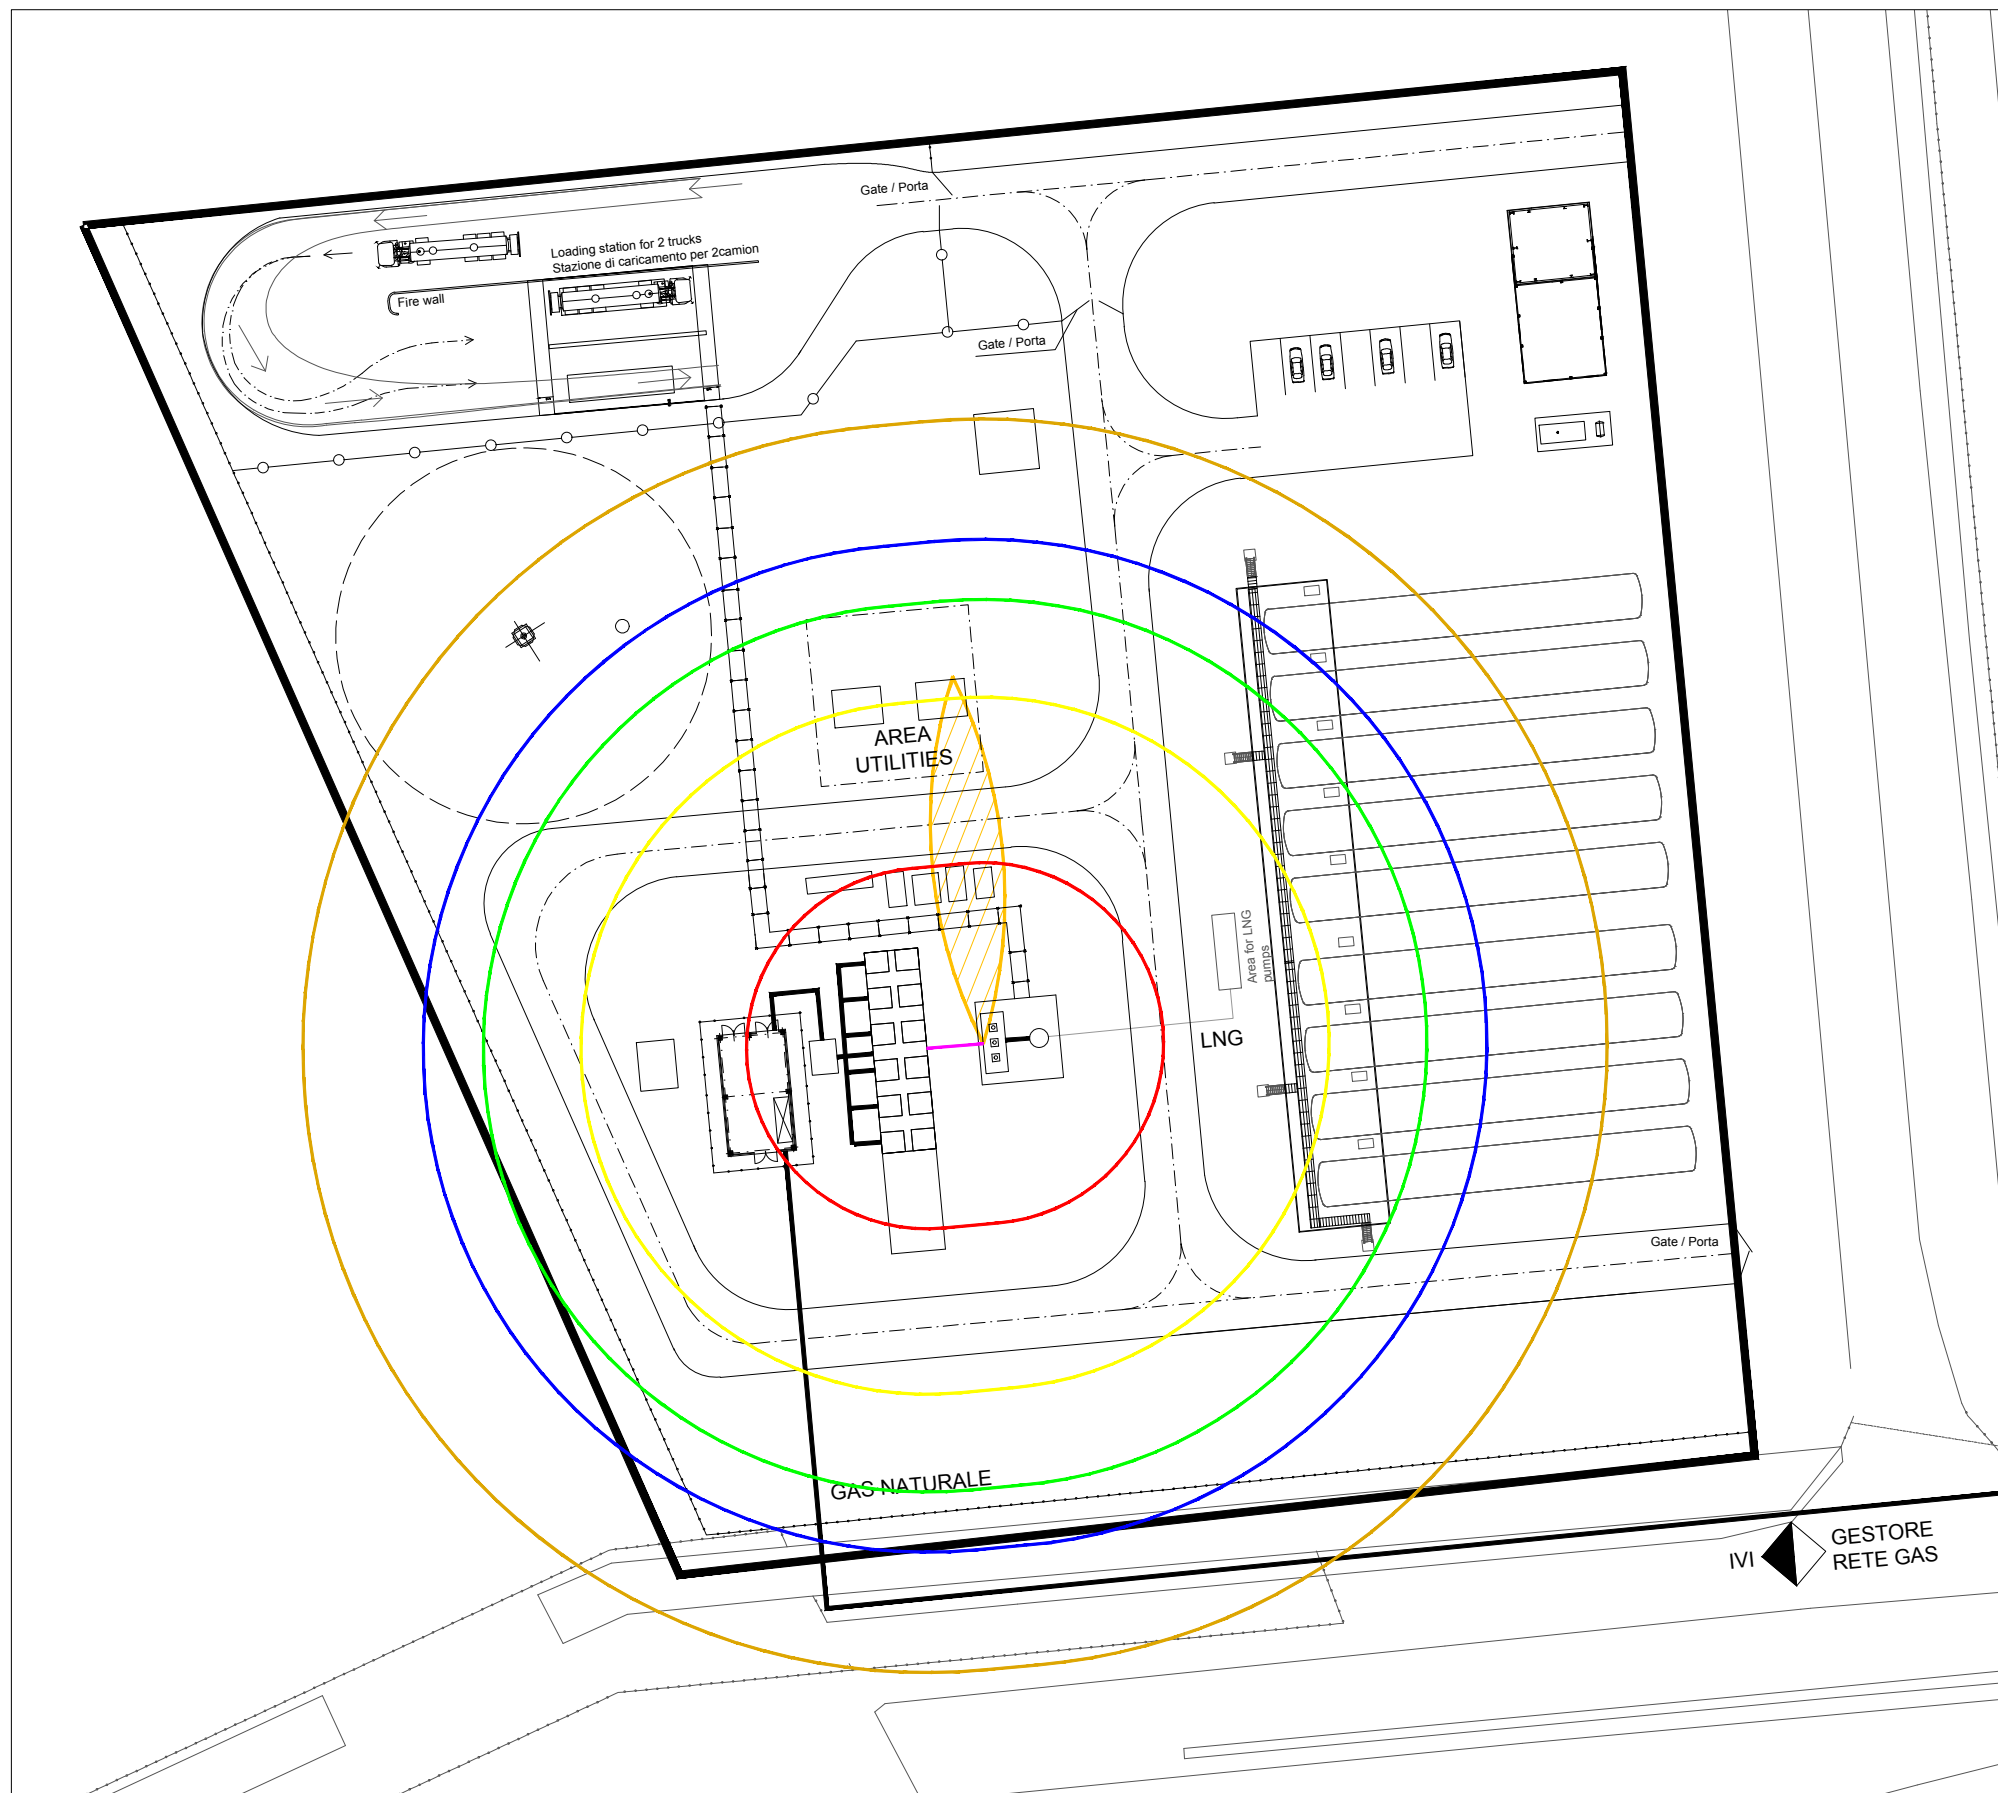 Gate / Porta
Loading station for 2 trucks
Stazione di caricamento per 2camion
Fire wall
Gate / Porta
AREA
UTILITIES
Area for LNG
pumps
LNG
Gate / Porta
GAS NATURALE
IVI
GESTORE
RETE GAS